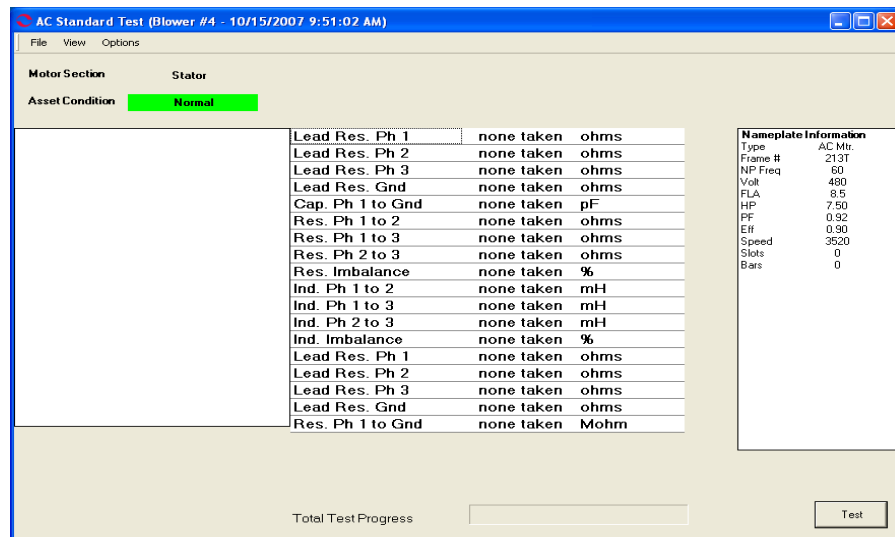 AC Standard Test (Blower #4 - 10/15/2007 9:51:02 AM)
File View Options
Motor Section Stator
Asset Condition Normal
Lead Res. Ph 1 none taken ohms
Lead Res. Ph 2 none taken ohms
Lead Res. Ph 3 none taken ohms
Lead Res. Gnd none taken ohms
Cap. Ph 1 to Gnd none taken pF
Res. Ph 1 to 2 none taken ohms
Res. Ph 1 to 3 none taken ohms
Res. Ph 2 to 3 none taken ohms
Res. Imbalance none taken %
Ind. Ph 1 to 2 none taken mH
Ind. Ph 1 to 3 none taken mH
Ind. Ph 2 to 3 none taken mH
Ind. Imbalance none taken %
Lead Res. Ph 1 none taken ohms
Lead Res. Ph 2 none taken ohms
Lead Res. Ph 3 none taken ohms
Lead Res. Gnd none taken ohms
Res. Ph 1 to Gnd none taken Mohm
Nameplate Information
Type AC Mtr.
Frame # 213T
NP Freq 60
Volt 480
FLA 8.5
HP 7.50
PF 0.92
Eff 0.90
Speed 3520
Slots 0
Bars 0
Total Test Progress
Test